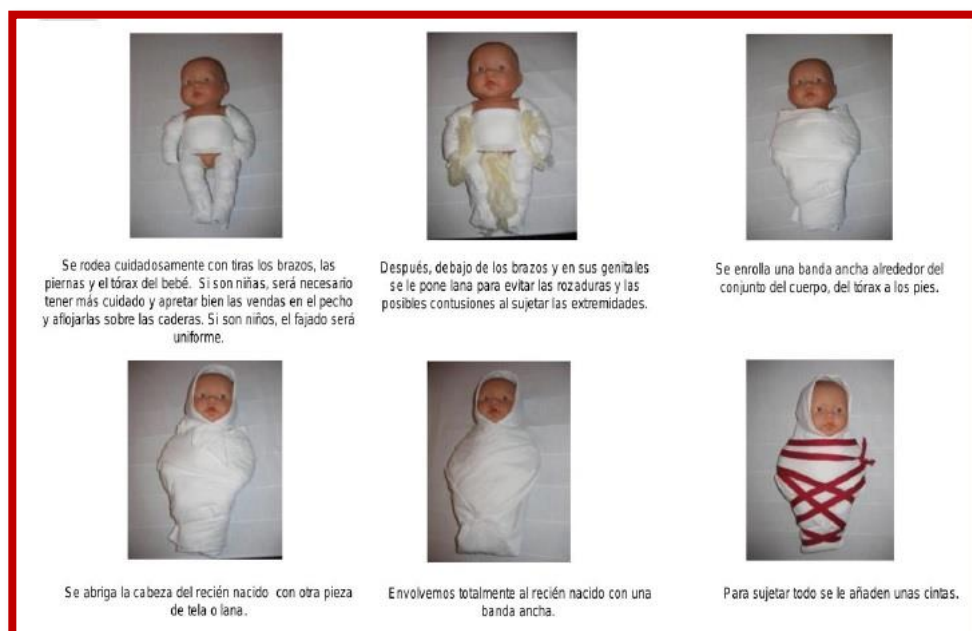 Se rodea cuidadosamente con tiras los brazos, las
piernas y el tórax del bebé. Si son niñas, será necesario
tener más cuidado y apretar bien las vendas en el pecho
y aflojarlas sobre las caderas. Si son niños, el fajado será
uniforme.
Después, debajo de los brazos y en sus genitales
se le pone lana para evitar las rozaduras y las
posibles contusiones al sujetar las extremidades.
Se enrolla una banda ancha alrededor del
conjunto del cuerpo, del tórax a los pies.
Se abriga la cabeza del recién nacido con otra pieza
de tela o lana.
Envolvemos totalmente al recién nacido con una
banda ancha.
Para sujetar todo se le añaden unas cintas.